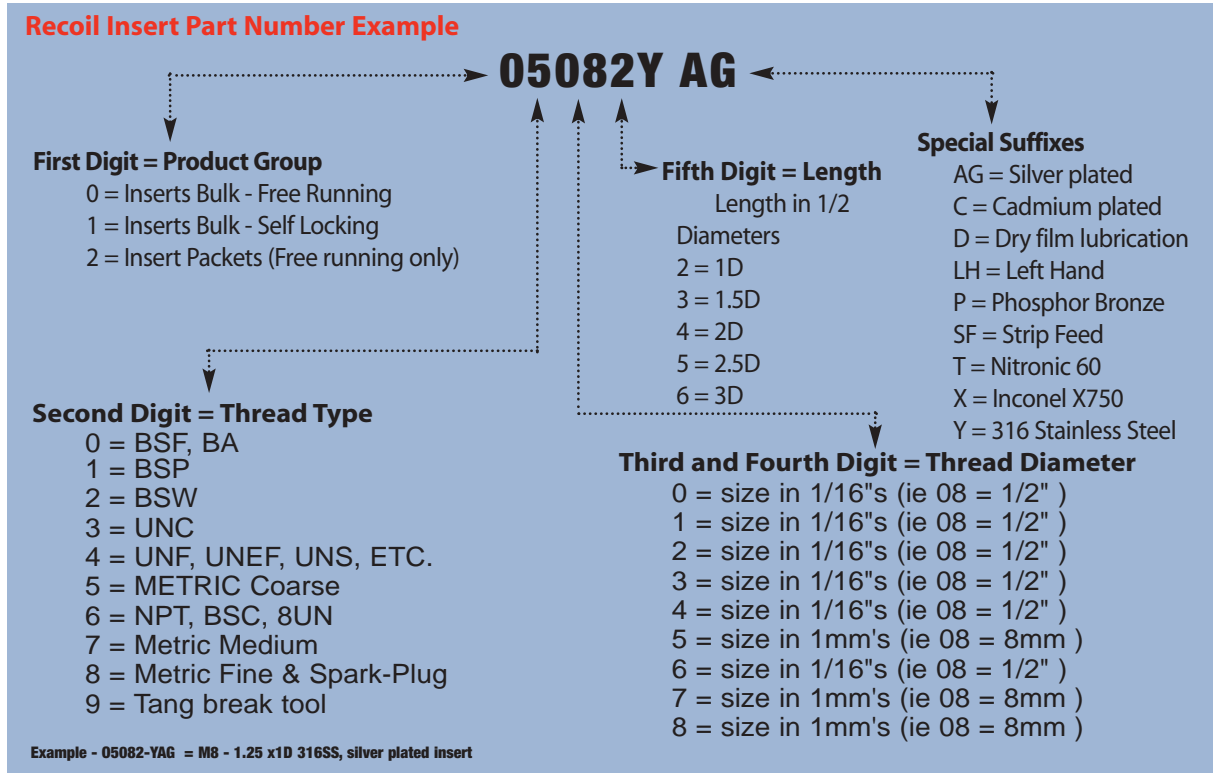 Recoil Insert Part Number Example
05082Y AG
First Digit = Product Group
0 = Inserts Bulk - Free Running
1 = Inserts Bulk - Self Locking
2 = Insert Packets (Free running only)
Fifth Digit = Length
Length in 1/2
Diameters
2 = 1D
3 = 1.5D
4 = 2D
5 = 2.5D
6 = 3D
Special Suffixes
AG = Silver plated
C = Cadmium plated
D = Dry film lubrication
LH = Left Hand
P = Phosphor Bronze
SF = Strip Feed
T = Nitronic 60
X = Inconel X750
Y = 316 Stainless Steel
Second Digit = Thread Type
0 = BSF, BA
1 = BSP
2 = BSW
3 = UNC
4 = UNF, UNEF, UNS, ETC.
5 = METRIC Coarse
6 = NPT, BSC, 8UN
7 = Metric Medium
8 = Metric Fine & Spark-Plug
9 = Tang break tool
Third and Fourth Digit = Thread Diameter
0 = size in 1/16"s (ie 08 = 1/2" )
1 = size in 1/16"s (ie 08 = 1/2" )
2 = size in 1/16"s (ie 08 = 1/2" )
3 = size in 1/16"s (ie 08 = 1/2" )
4 = size in 1/16"s (ie 08 = 1/2" )
5 = size in 1mm's (ie 08 = 8mm )
6 = size in 1/16"s (ie 08 = 1/2" )
7 = size in 1mm's (ie 08 = 8mm )
8 = size in 1mm's (ie 08 = 8mm )
Example - 05082-YAG = M8 - 1.25 x1D 316SS, silver plated insert